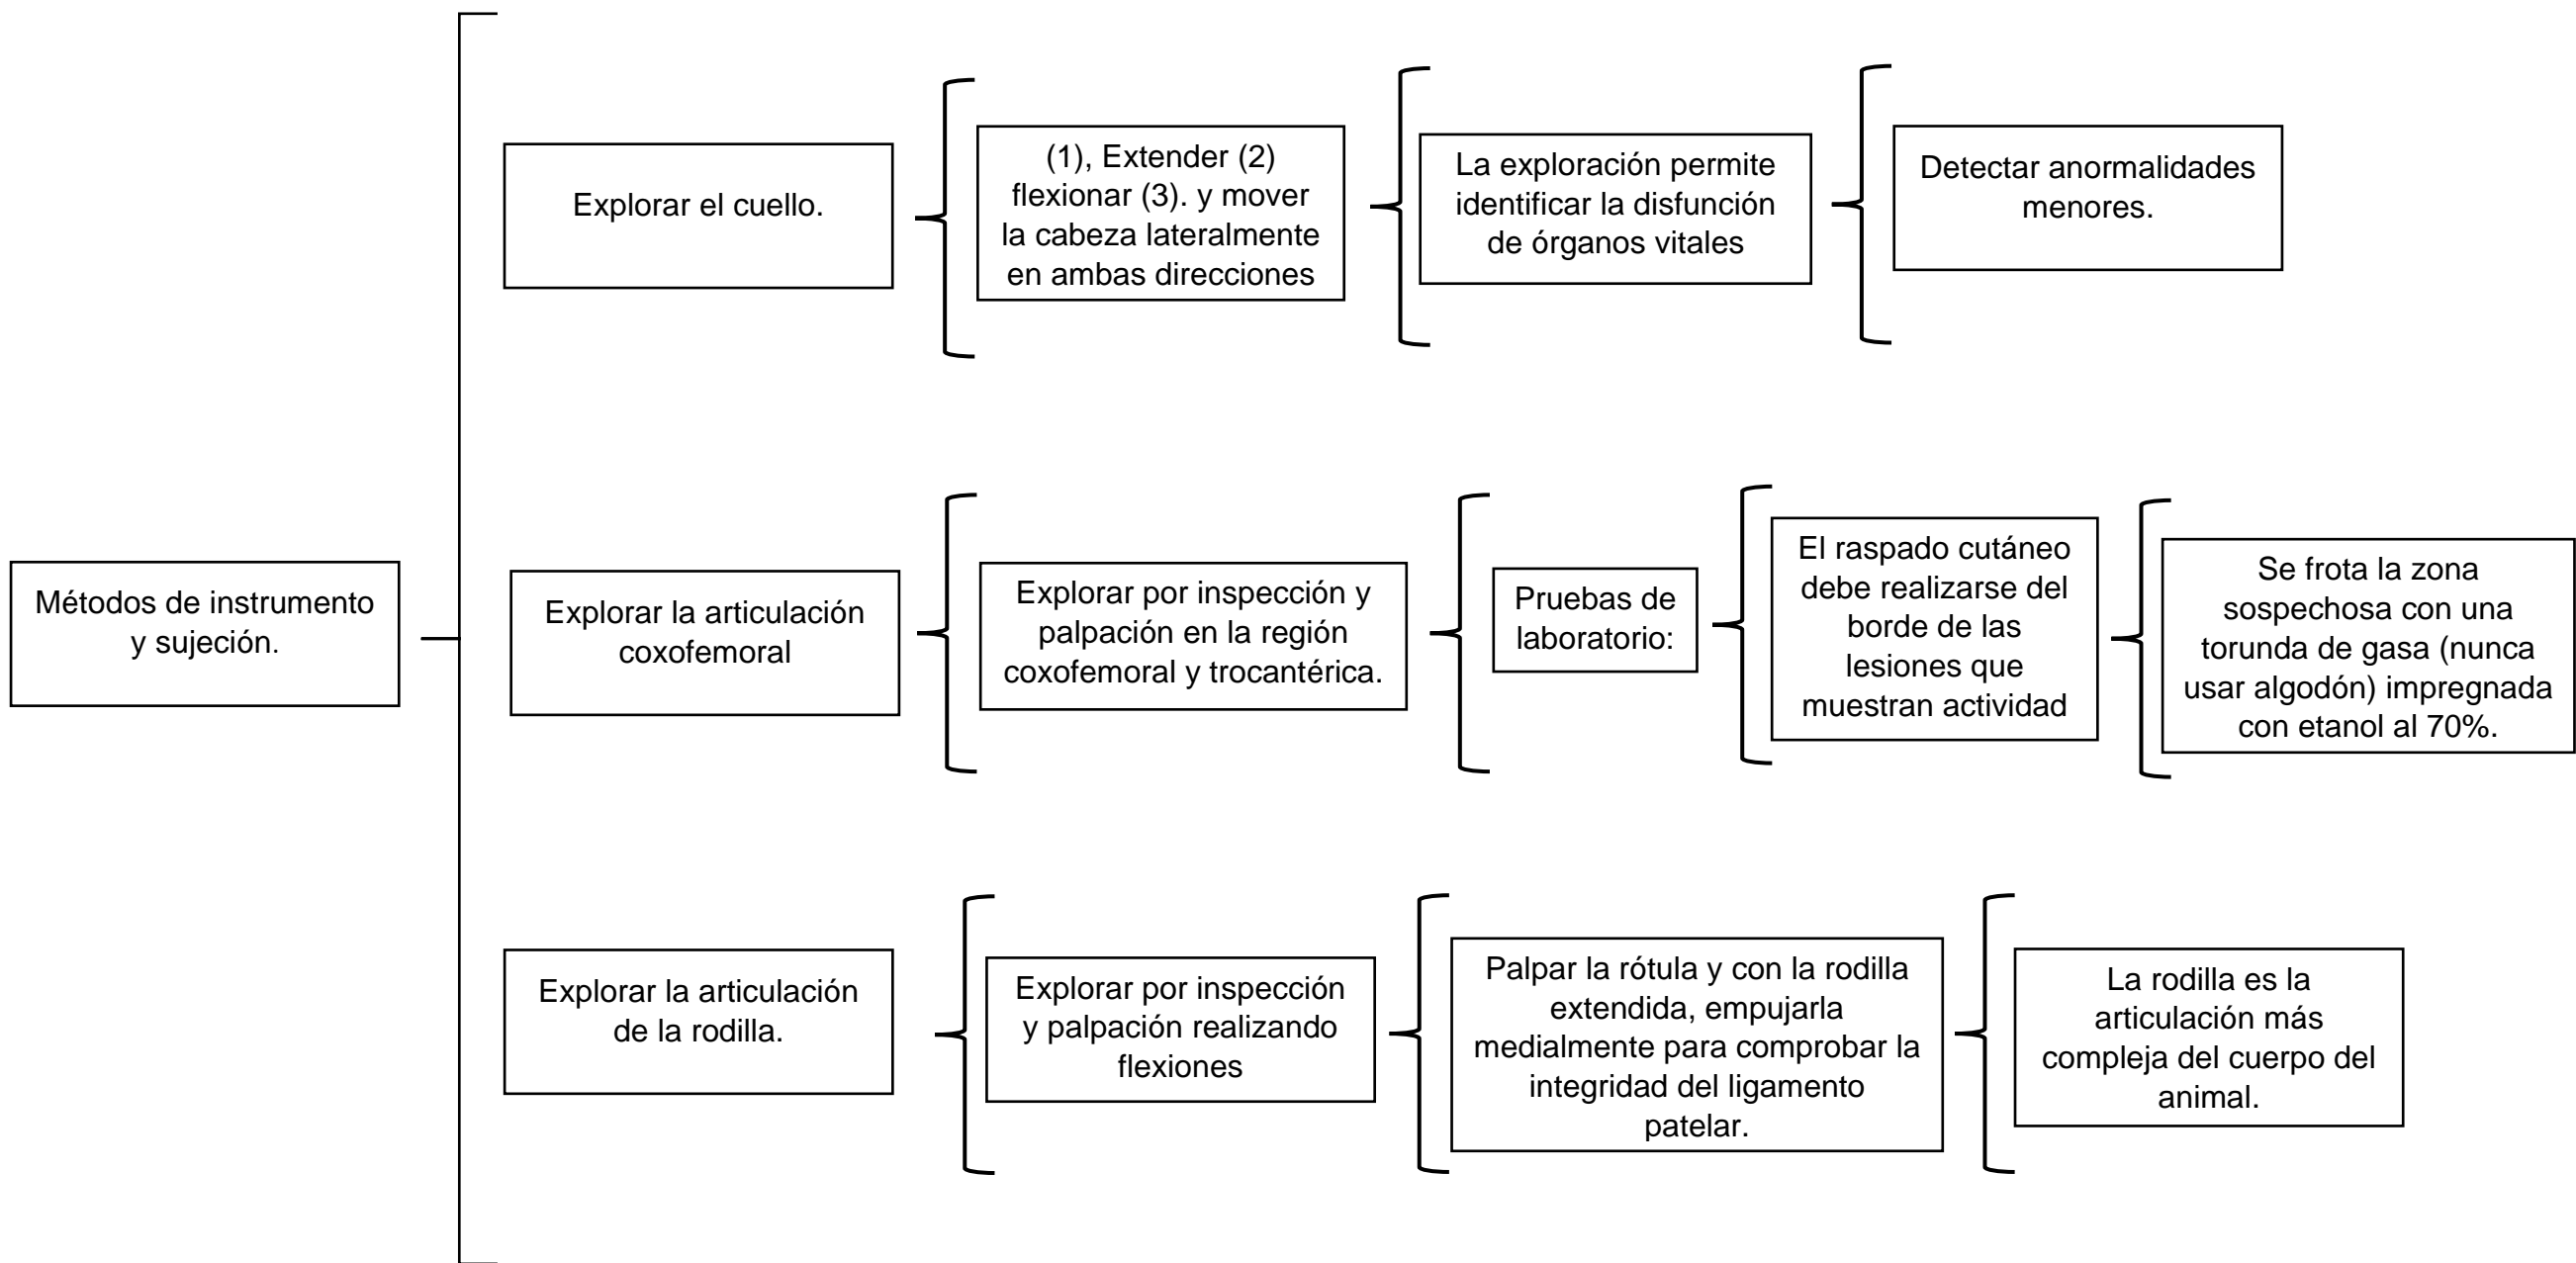 Explorar el cuello.
(1), Extender (2)
flexionar (3). y mover
la cabeza lateralmente
en ambas direcciones
La exploración permite
identificar la disfunción
de órganos vitales
Detectar anormalidades
menores.
Métodos de instrumento
y sujeción.
Explorar la articulación
coxofemoral
Explorar por inspección y
palpación en la región
coxofemoral y trocantérica.
Pruebas de
laboratorio:
El raspado cutáneo
debe realizarse del
borde de las
lesiones que
muestran actividad
Se frota la zona
sospechosa con una
torunda de gasa (nunca
usar algodón) impregnada
con etanol al 70%.
Explorar la articulación
de la rodilla.
Explorar por inspección
y palpación realizando
flexiones
Palpar la rótula y con la rodilla
extendida, empujarla
medialmente para comprobar la
integridad del ligamento
patelar.
La rodilla es la
articulación más
compleja del cuerpo del
animal.